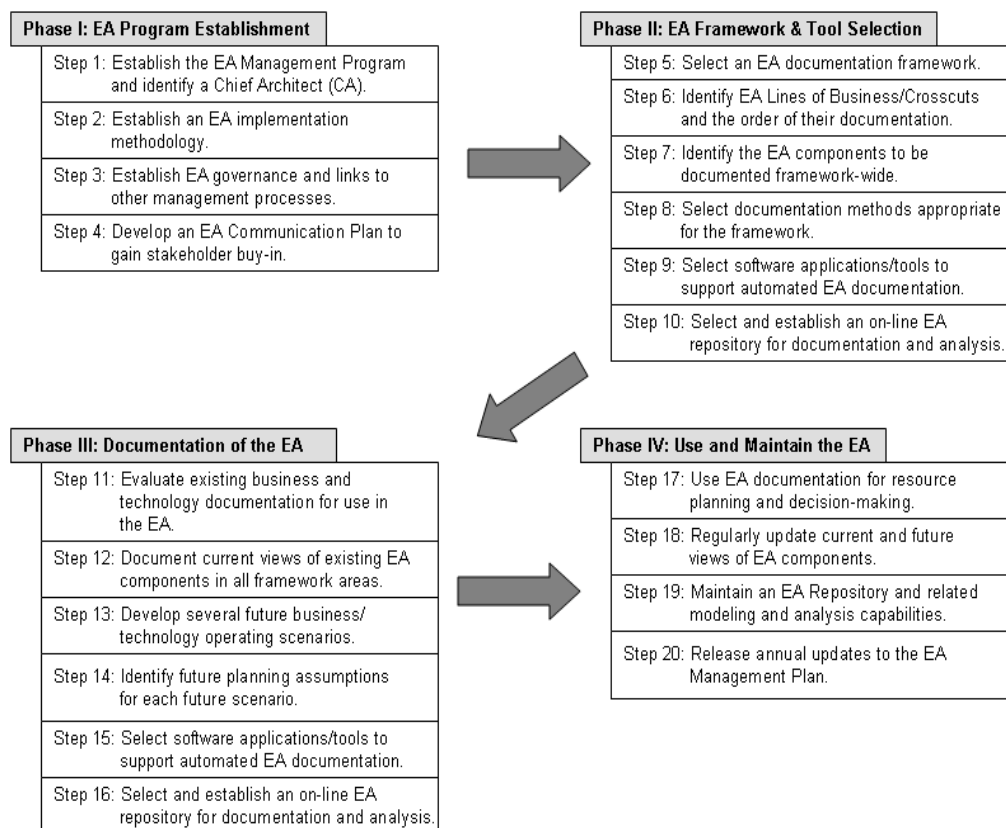 Phase I: EA Program Establishment
Step 1: Establish the EA Management Program
and identify a Chief Architect (CA).
Step 2: Establish an EA implementation
methodology.
Step 3: Establish EA governance and links to
other management processes.
Step 4: Develop an EA Communication Plan to
gain stakeholder buy-in.
Phase II: EA Framework & Tool Selection
Step 5: Select an EA documentation framework.
Step 6: Identify EA Lines of Business/Crosscuts
and the order of their documentation.
Step 7: Identify the EA components to be
documented framework-wide.
Step 8: Select documentation methods appropriate
for the framework.
Step 9: Select software applications/tools to
support automated EA documentation.
Step 10: Select and establish an on-line EA
repository for documentation and analysis.
Phase III: Documentation of the EA
Step 11: Evaluate existing business and
technology documentation for use in
the EA.
Step 12: Document current views of existing EA
components in all framework areas.
Step 13: Develop several future business/
technology operating scenarios.
Step 14: Identify future planning assumptions
for each future scenario.
Step 15: Select software applications/tools to
support automated EA documentation.
Step 16: Select and establish an on-line EA
repository for documentation and analysis.
Phase IV: Use and Maintain the EA
Step 17: Use EA documentation for resource
planning and decision-making.
Step 18: Regularly update current and future
views of EA components.
Step 19: Maintain an EA Repository and related
modeling and analysis capabilities.
Step 20: Release annual updates to the EA
Management Plan.